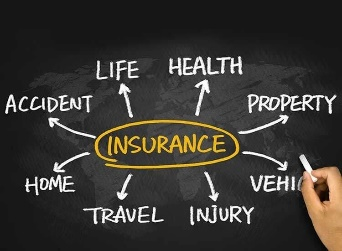 LIFE
HEALTH
ACCIDENT
PROPERTY
INSURANCE
HOME
VEHIC
TRAVEL
INJURY